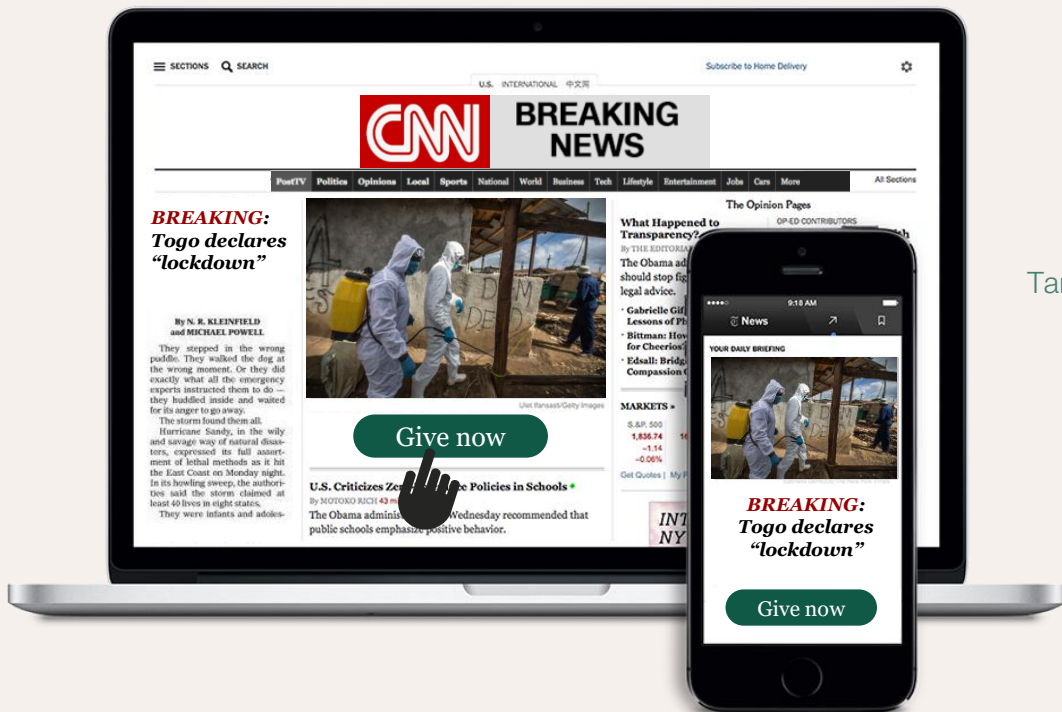 SECTIONS SEARCH
Subscribe to Home Delivery
U.S. INTERNATIONAL 中文网
CNN BREAKING
NEWS
PostTV Politics Opinions Local Sports National World Business Tech Lifestyle Entertainment Jobs Cars More
All Sections
BREAKING:
Togo declares
“lockdown”
By N. R. KLEINFIELD
and MICHAEL POWELL
They stepped in the wrong
puddle. They walked the dog at
the wrong moment. Or they did
exactly what all the emergency
experts instructed them to do —
they huddled inside and waited
for its anger to go away.
The storm found them all.
Hurricane Sandy, in the wily
and savage way of natural disas-
ters, expressed its full assort-
ment of lethal methods as it hit
the East Coast on Monday night.
In its howling sweep, the authori-
ties said the storm claimed at
least 40 lives in eight states.
They were infants and adoles-
/Getty Images
Give now
U.S. Criticizes Policies in Schools
By MOTOKO RICH 43
The Obama Wednesday recommended that
public schools emphasize positive behavior.
The Opinion Pages
What Happened to
Transparency?
By THE
The Obama
should stop
legal advice.
Gabrielle
Lessons of
Bittman:
for Cheerios?
Edsall:
Compassion
OP-ED CONTRIBUTORS
MARKETS »
S.&P. 500
1,836.74
–1.14
–0.06%
Get Quotes | My
NY
9:18 AM
News
YOUR DAILY BRIEFING
BREAKING:
Togo declares
“lockdown”
Give now